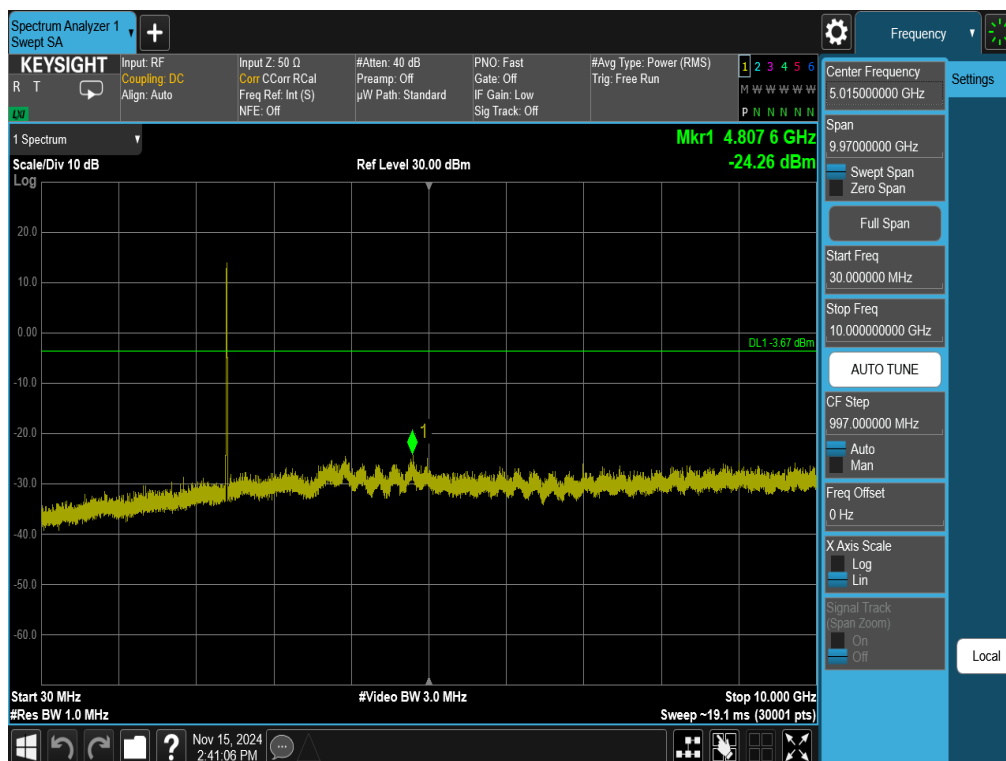 Spectrum Analyzer 1
Swept SA
+
Frequency
KEYSIGHT
R T
LXI
Input: RF
Coupling: DC
Align: Auto
Input Z: 50 Ω
Corr CCorr RCal
Freq Ref: Int (S)
NFE: Off
#Atten: 40 dB
Preamp: Off
µW Path: Standard
PNO: Fast
Gate: Off
IF Gain: Low
Sig Track: Off
#Avg Type: Power (RMS)
Trig: Free Run
1 2 3 4 5 6
M W W W W W
P N N N N N
1 Spectrum
Scale/Div 10 dB
Ref Level 30.00 dBm
Mkr1 4.807 6 GHz
-24.26 dBm
Log
20.0
10.0
0.00
DL1 -3.67 dBm
-10.0
-20.0
1
-30.0
-40.0
-50.0
-60.0
Start 30 MHz
#Video BW 3.0 MHz
Stop 10.000 GHz
#Res BW 1.0 MHz
Sweep ~19.1 ms (30001 pts)
Center Frequency
5.015000000 GHz
Settings
Span
9.97000000 GHz
Swept Span
Zero Span
Full Span
Start Freq
30.000000 MHz
Stop Freq
10.000000000 GHz
AUTO TUNE
CF Step
997.000000 MHz
Auto
Man
Freq Offset
0 Hz
X Axis Scale
Log
Lin
Signal Track
(Span Zoom)
On
Off
Local
?
Nov 15, 2024
2:41:06 PM